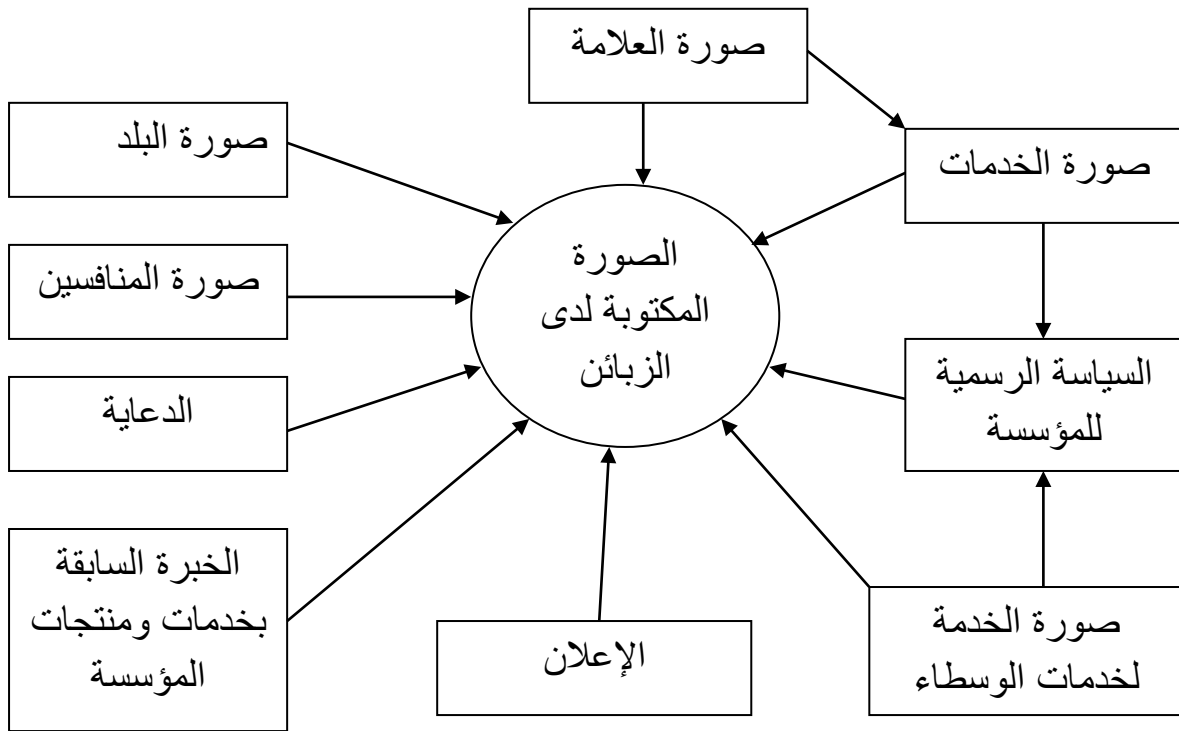 صورة العلامة
صورة البلد
صورة الخدمات
الصورة
المكتوبة لدى
الزبائن
صورة المنافسين
السياسة الرسمية
للمؤسسة
الدعاية
الخبرة السابقة
بخدمات ومنتجات
المؤسسة
الإعلان
صورة الخدمة
لخدمات الوسطاء